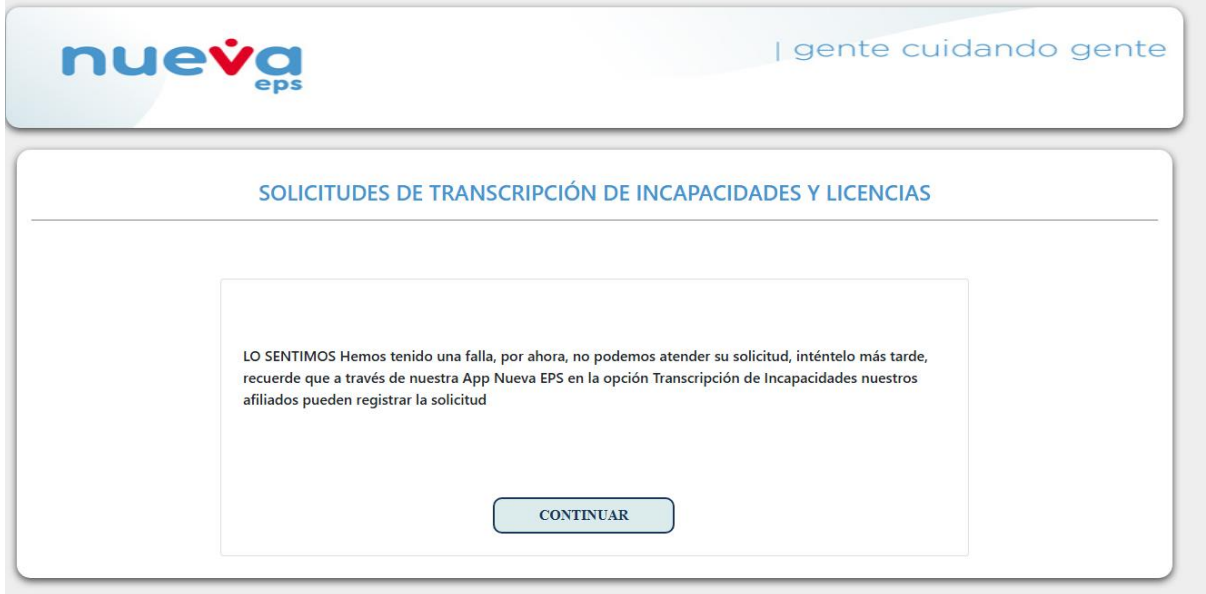 nueva
eps
| gente cuidando gente
SOLICITUDES DE TRANSCRIPCIÓN DE INCAPACIDADES Y LICENCIAS
LO SENTIMOS Hemos tenido una falla, por ahora, no podemos atender su solicitud, inténtelo más tarde,
recuerde que a través de nuestra App Nueva EPS en la opción Transcripción de Incapacidades nuestros
afiliados pueden registrar la solicitud
CONTINUAR